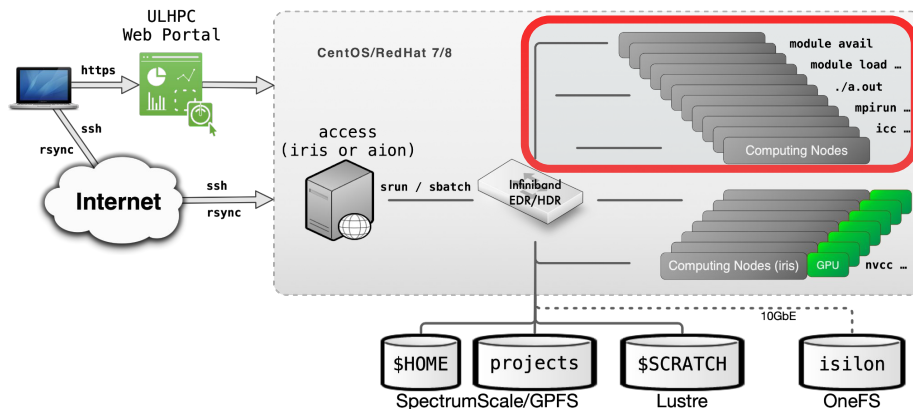 ULHPC
Web Portal
https
ssh
rsync
Internet
ssh
rsync
CentOS/RedHat 7/8
access
(iris or aion)
srun / sbatch
Infiniband
EDR/HDR
module avail
module load …
./a.out
mpirun …
icc …
Computing Nodes
Computing Nodes (iris)
GPU
nvcc …
10GbE
$HOME
projects
$SCRATCH
isilon
SpectrumScale/GPFS
Lustre
OneFS